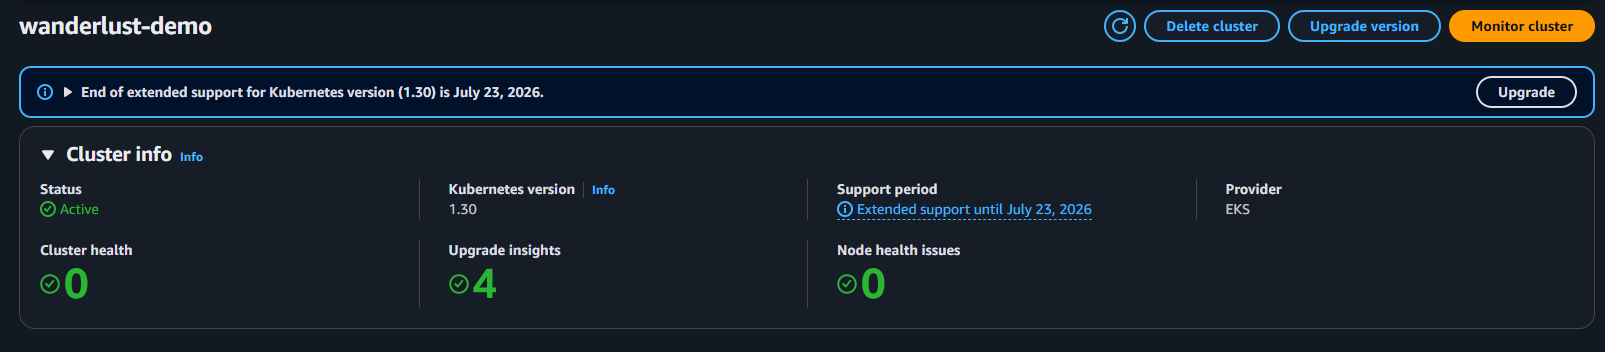 wanderlust-demo
Delete cluster
Upgrade version
Monitor cluster
End of extended support for Kubernetes version (1.30) is July 23, 2026.
Upgrade
Cluster info Info
Status
Active
Kubernetes version Info
1.30
Support period
Extended support until July 23, 2026
Provider
EKS
Cluster health
0
Upgrade insights
4
Node health issues
0